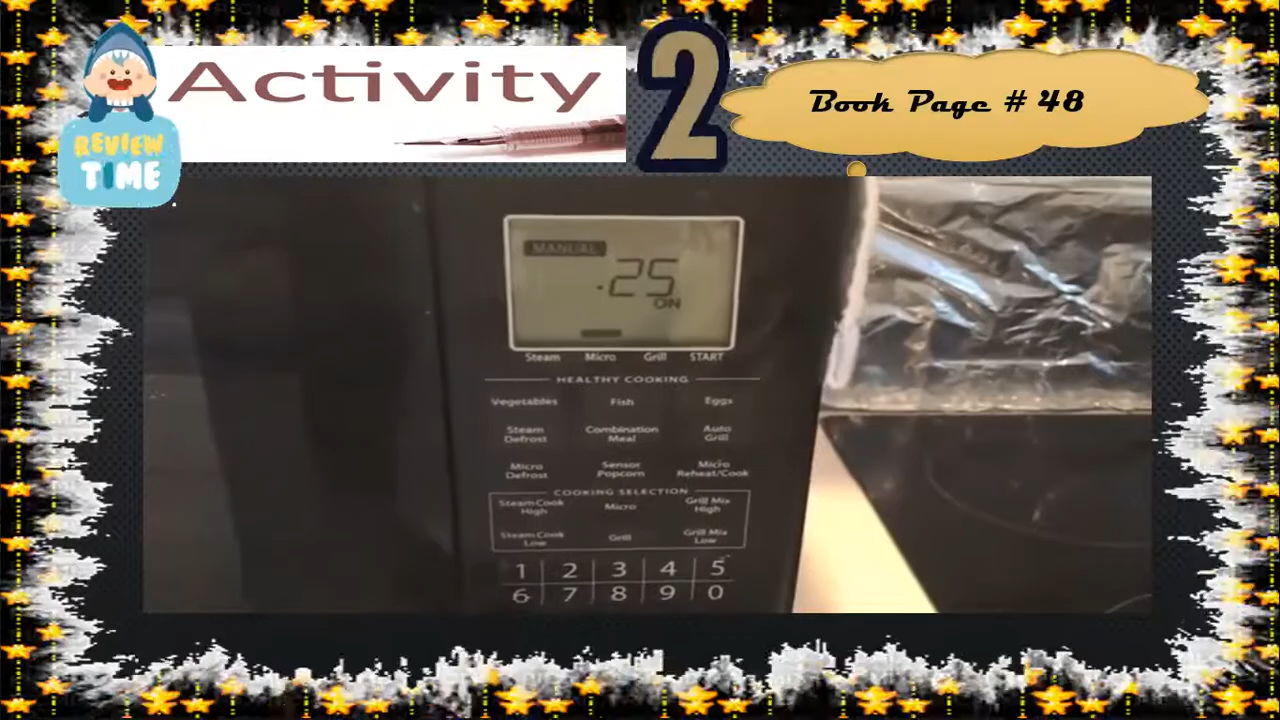 Activity
2
Book Page # 48
REVIEW
TIME
MANUAL
.25
ON
Steam Micro Grill START
HEALTHY COOKING
Vegetables Fish Eggs
Steam Defrost Combination Meal Auto Grill
Micro Defrost Sensor Popcorn Micro Reheat/Cook
COOKING SELECTION
Steam Cook High Micro Grill Mix High
Steam Cook Low Grill Grill Mix Low
1 2 3 4 5
6 7 8 9 0